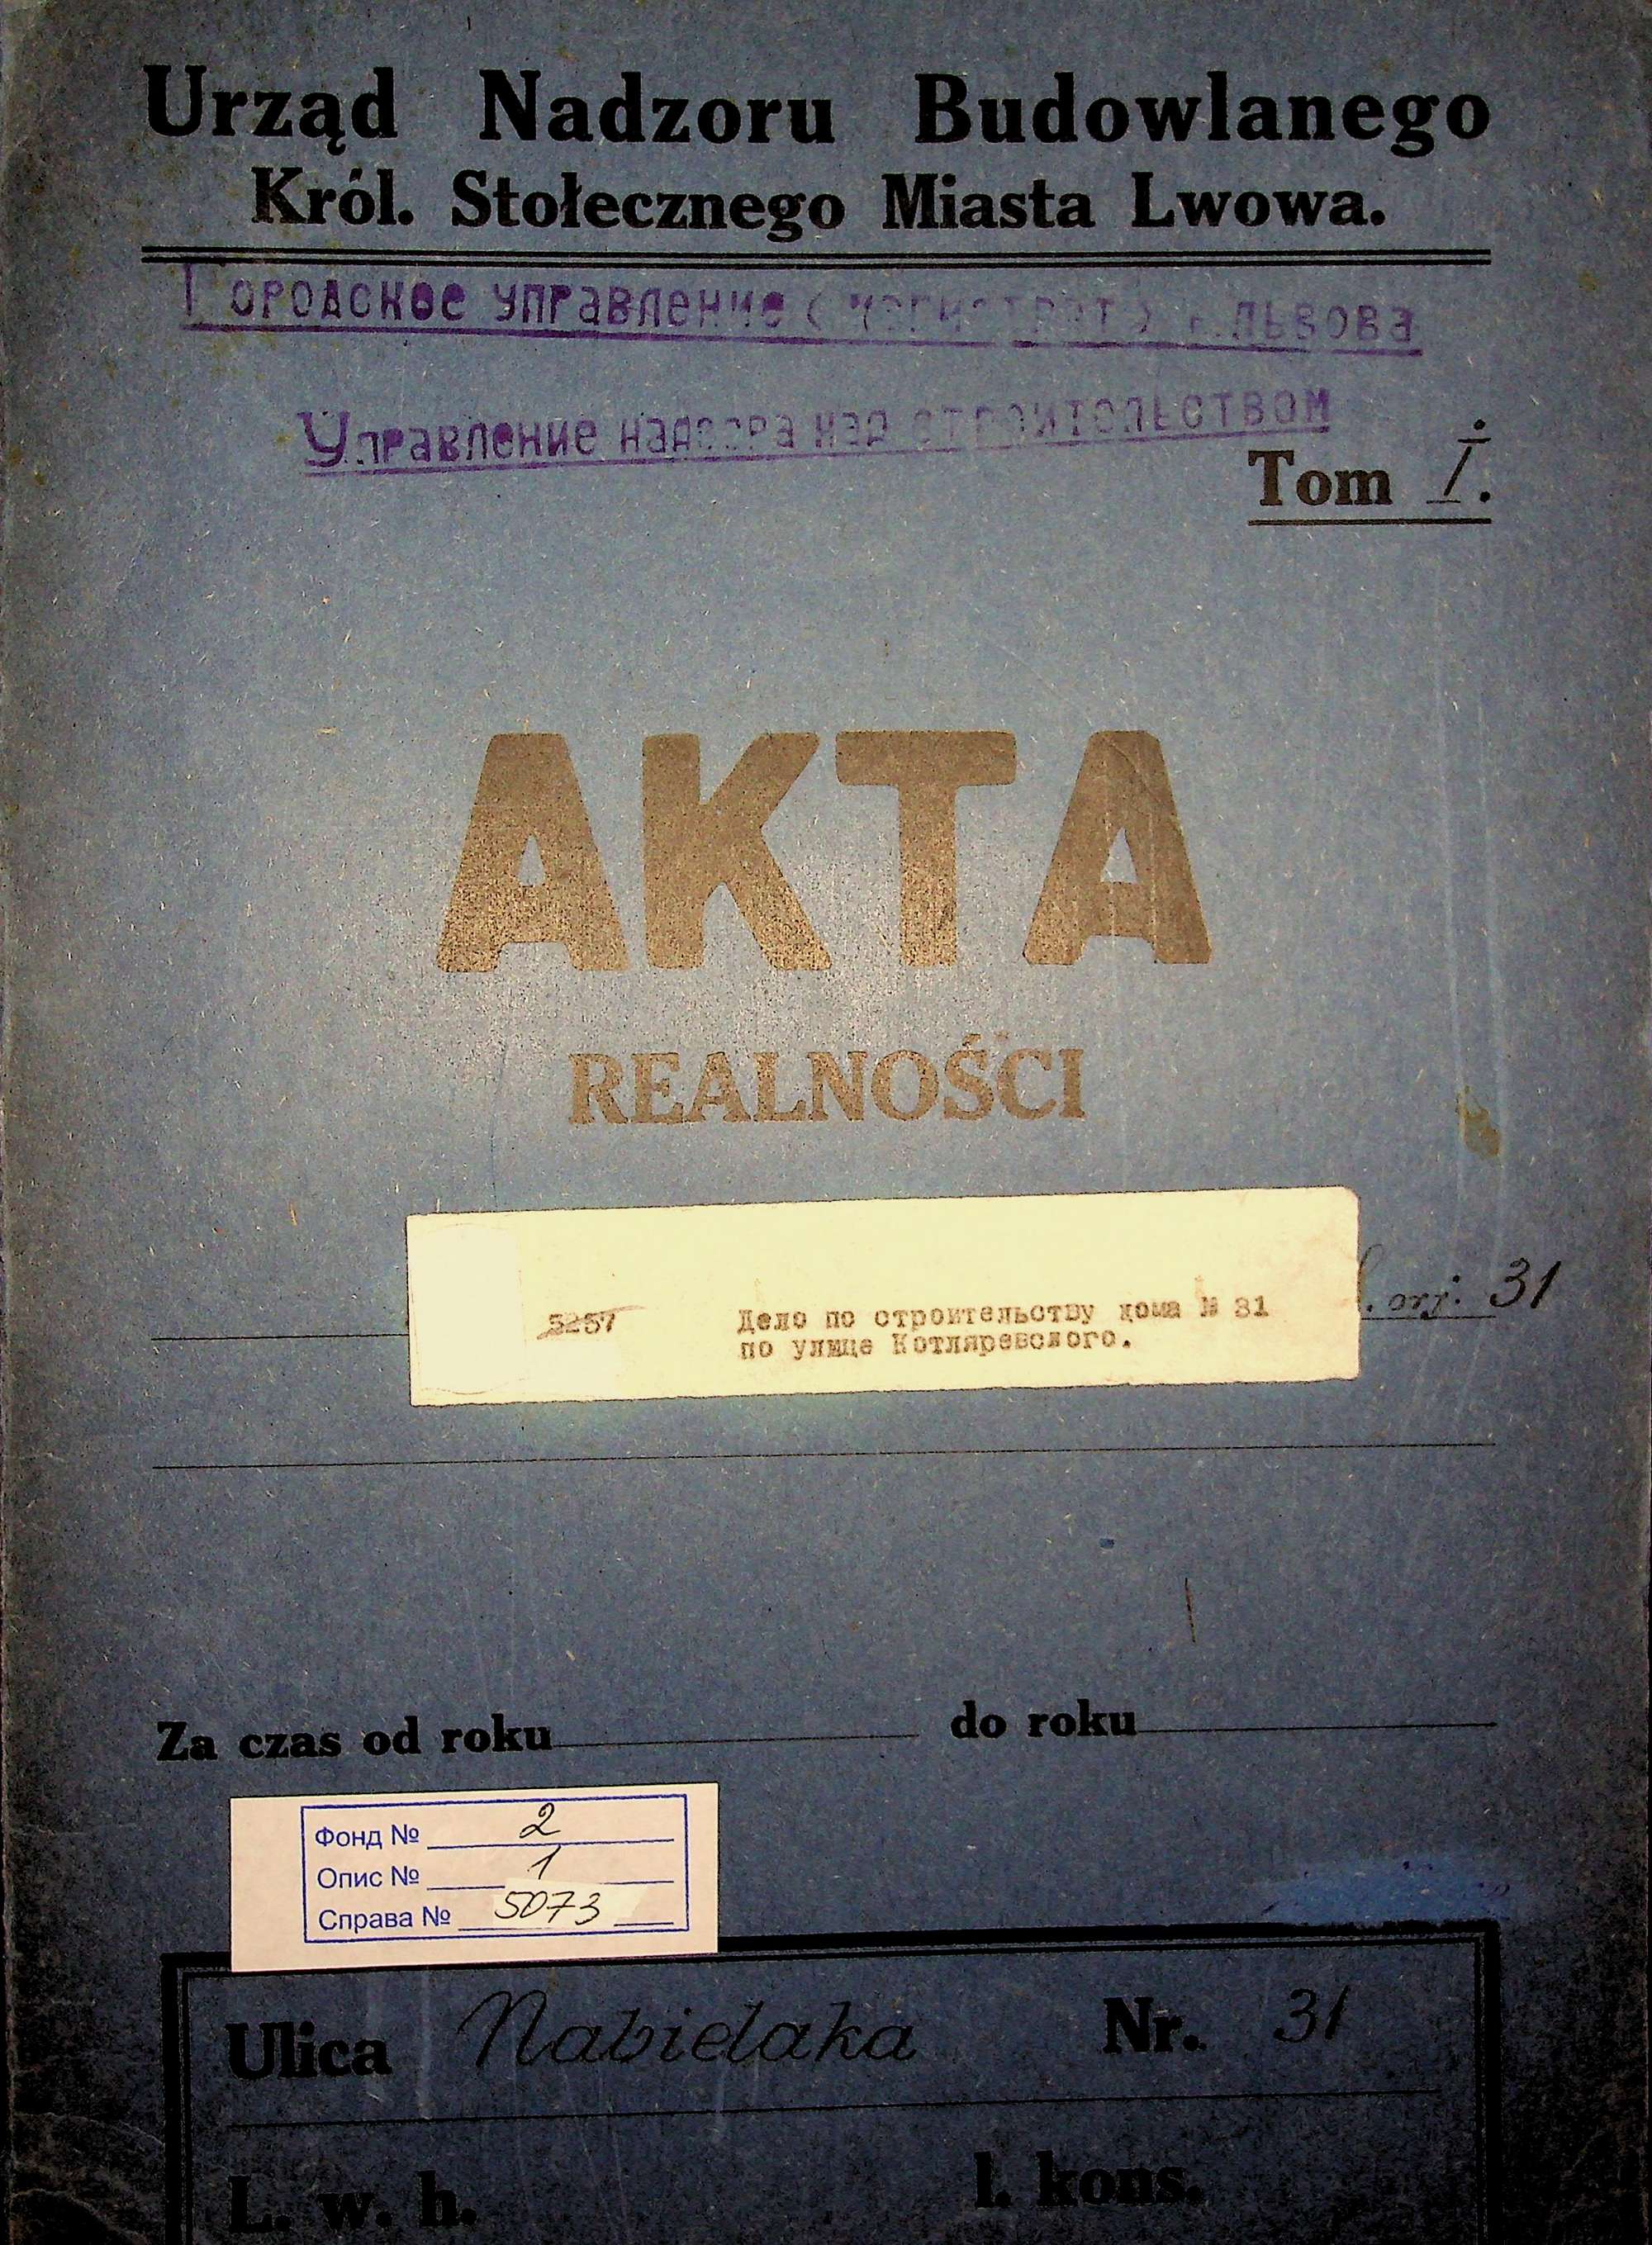 Urząd Nadzoru Budowlanego
Król. Stołecznego Miasta Lwowa.
Городское управление (магистрат) г. Львова
Управление надзора над строительством
Tom I.
AKTA
REALNOŚCI
l. orj: 31
5257 Дело по строительству дома № 31
по улице Котляревского.
Za czas od roku do roku
Фонд № 2
Опис № 1
Справа № 5073
Ulica Nabielaka Nr. 31
L. w. h. l. kons.